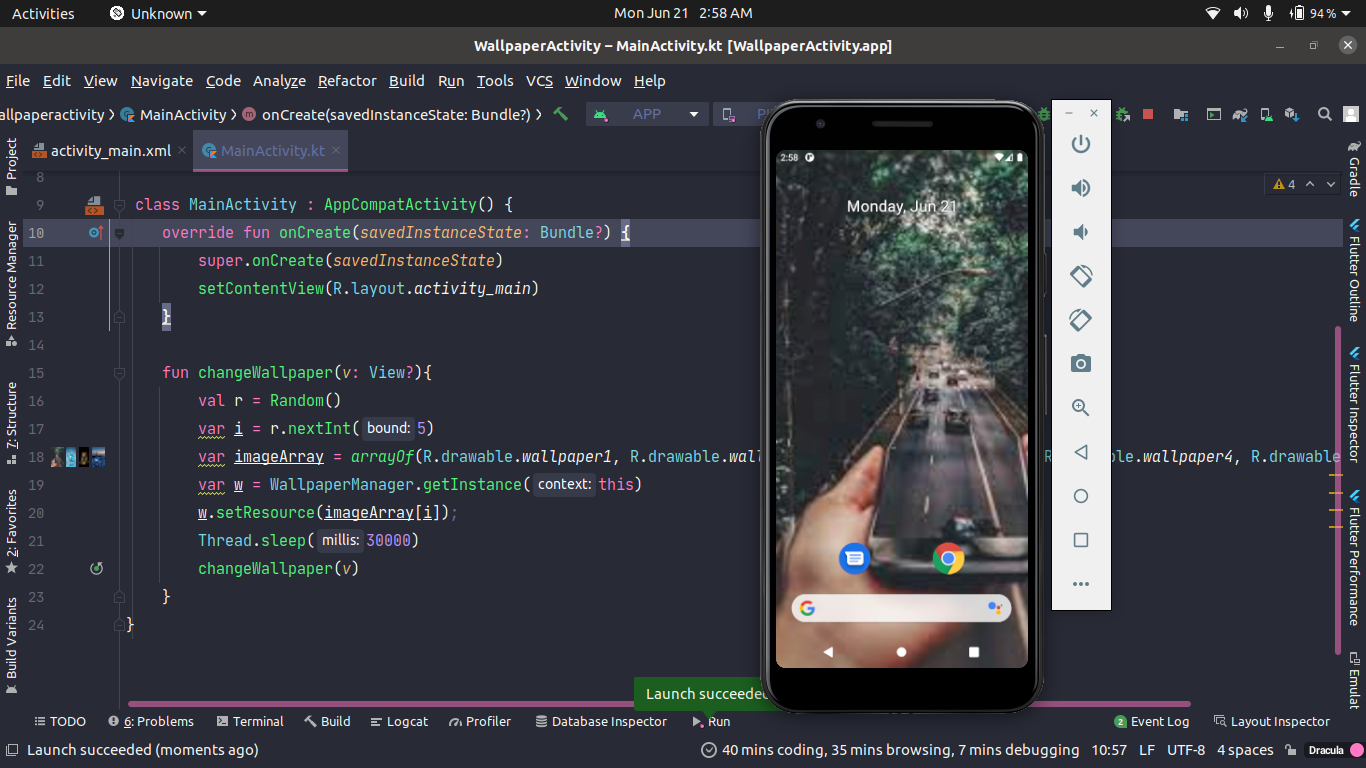 Activities
Unknown
Mon Jun 21 2:58 AM
94 %
WallpaperActivity – MainActivity.kt [WallpaperActivity.app]
File Edit View Navigate Code Analyze Refactor Build Run Tools VCS Window Help
allpaperactivity MainActivity onCreate(savedInstanceState: Bundle?)
APP
activity_main.xml
MainActivity.kt
4
8
9 class MainActivity : AppCompatActivity() {
10 override fun onCreate(savedInstanceState: Bundle?) {
11 super.onCreate(savedInstanceState)
12 setContentView(R.layout.activity_main)
13 }
14
15 fun changeWallpaper(v: View?){
16 val r = Random()
17 var i = r.nextInt( bound: 5)
18 var imageArray = arrayOf(R.drawable.wallpaper1, R.drawable.wal
able.wallpaper4, R.drawable
19 var w = WallpaperManager.getInstance( context: this)
20 w.setResource(imageArray[i]);
21 Thread.sleep( millis: 30000)
22 changeWallpaper(v)
23 }
24 }
2:58
Monday, Jun 21
Project
Resource Manager
7: Structure
2: Favorites
Build Variants
Gradle
Flutter Outline
Flutter Inspector
Flutter Performance
Emulat
Launch succeeded
TODO 6: Problems Terminal Build Logcat Profiler Database Inspector Run 2 Event Log Layout Inspector
Launch succeeded (moments ago)
40 mins coding, 35 mins browsing, 7 mins debugging 10:57 LF UTF-8 4 spaces Dracula